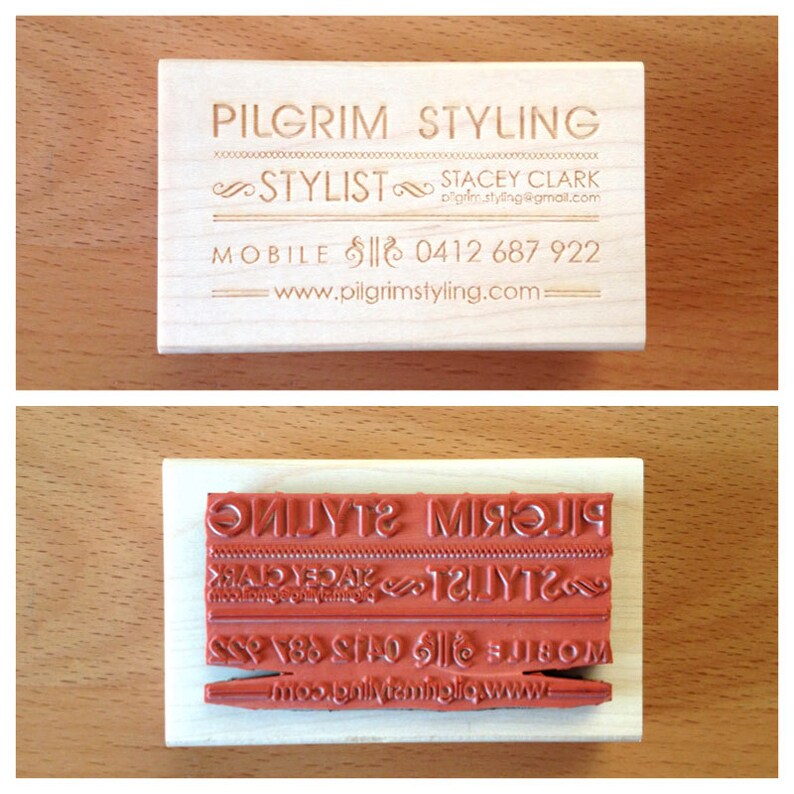 PILGRIM STYLING
STYLIST STACEY CLARK
pilgrim.styling@gmail.com
MOBILE 0412 687 922
www.pilgrimstyling.com
PILGRIM STYLING
STYLIST STACEY CLARK
pilgrim.styling@gmail.com
MOBILE 0412 687 922
www.pilgrimstyling.com